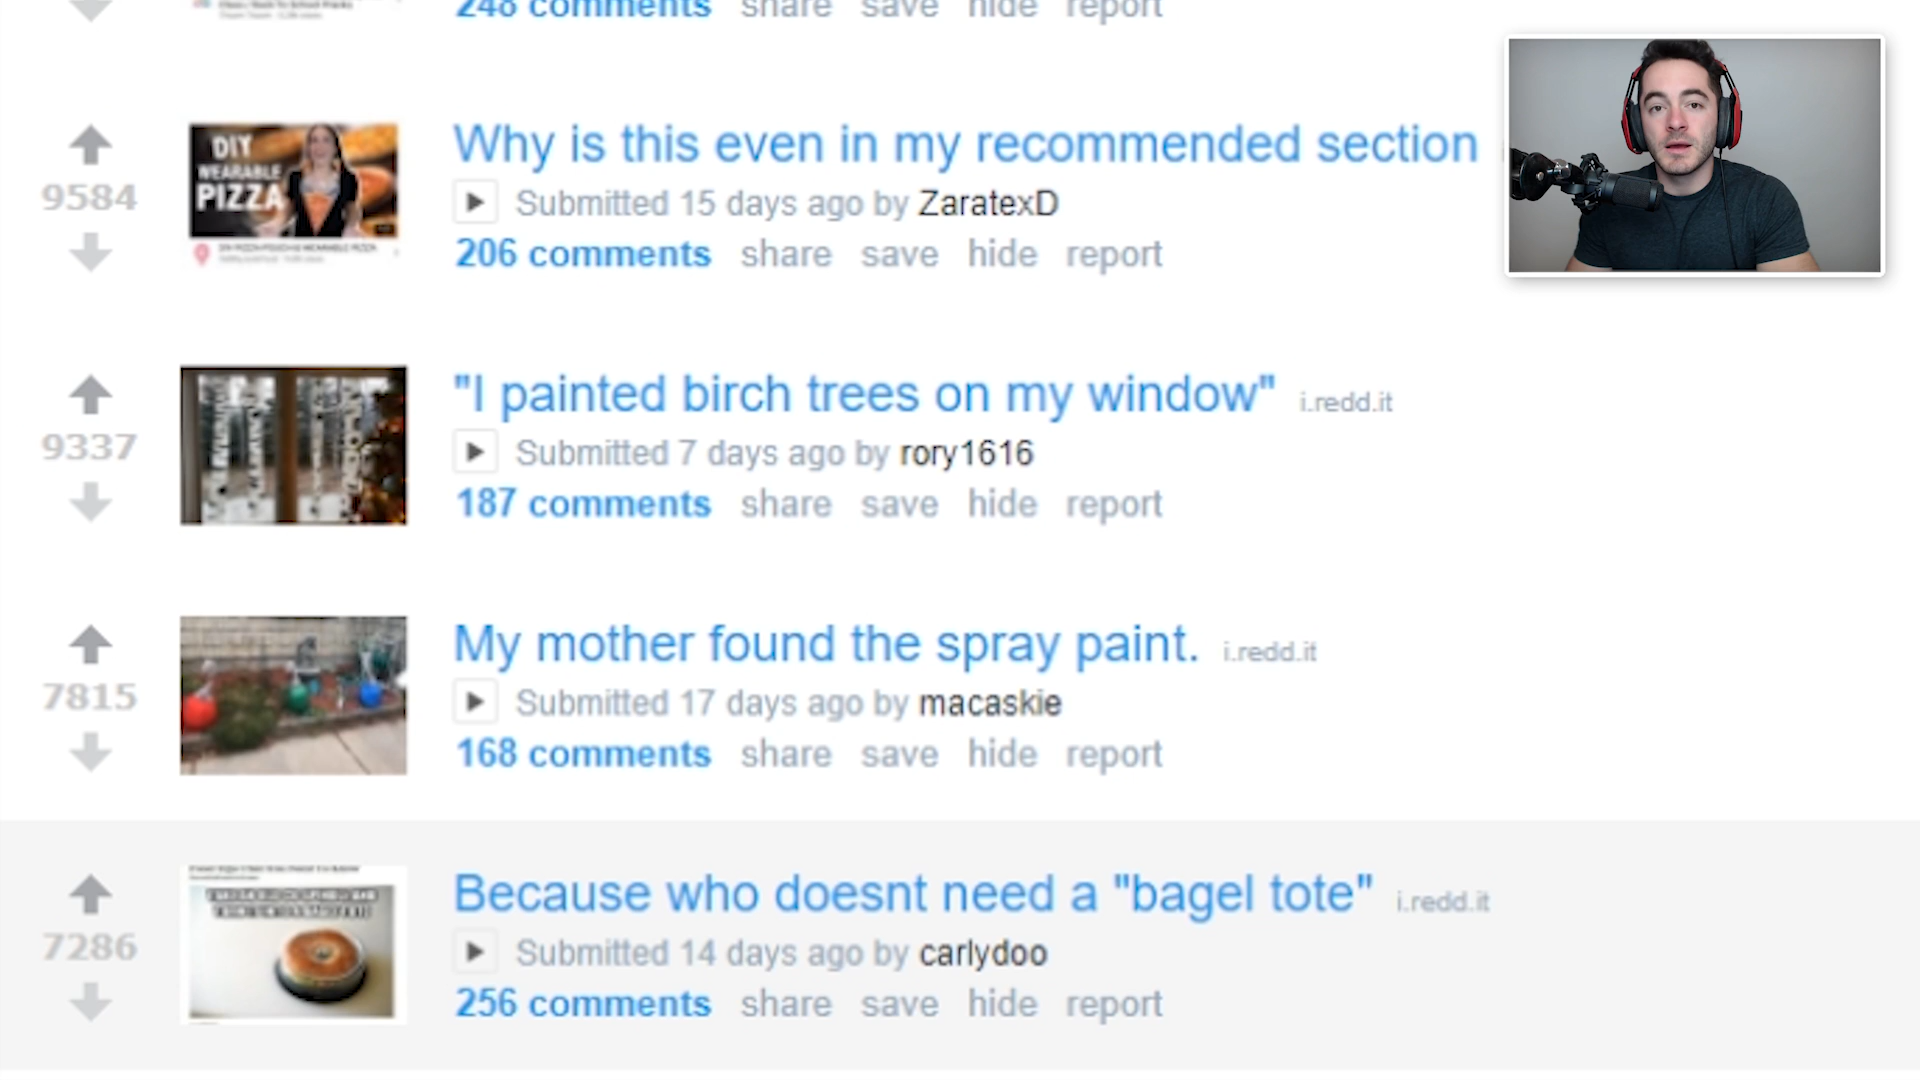 248 comments share save hide report
DIY
WEARABLE
PIZZA
9584
Why is this even in my recommended section
Submitted 15 days ago by ZaratexD
206 comments share save hide report
9337
"I painted birch trees on my window" i.redd.it
Submitted 7 days ago by rory1616
187 comments share save hide report
7815
My mother found the spray paint. i.redd.it
Submitted 17 days ago by macaskie
168 comments share save hide report
7286
Because who doesnt need a "bagel tote" i.redd.it
Submitted 14 days ago by carlydoo
256 comments share save hide report